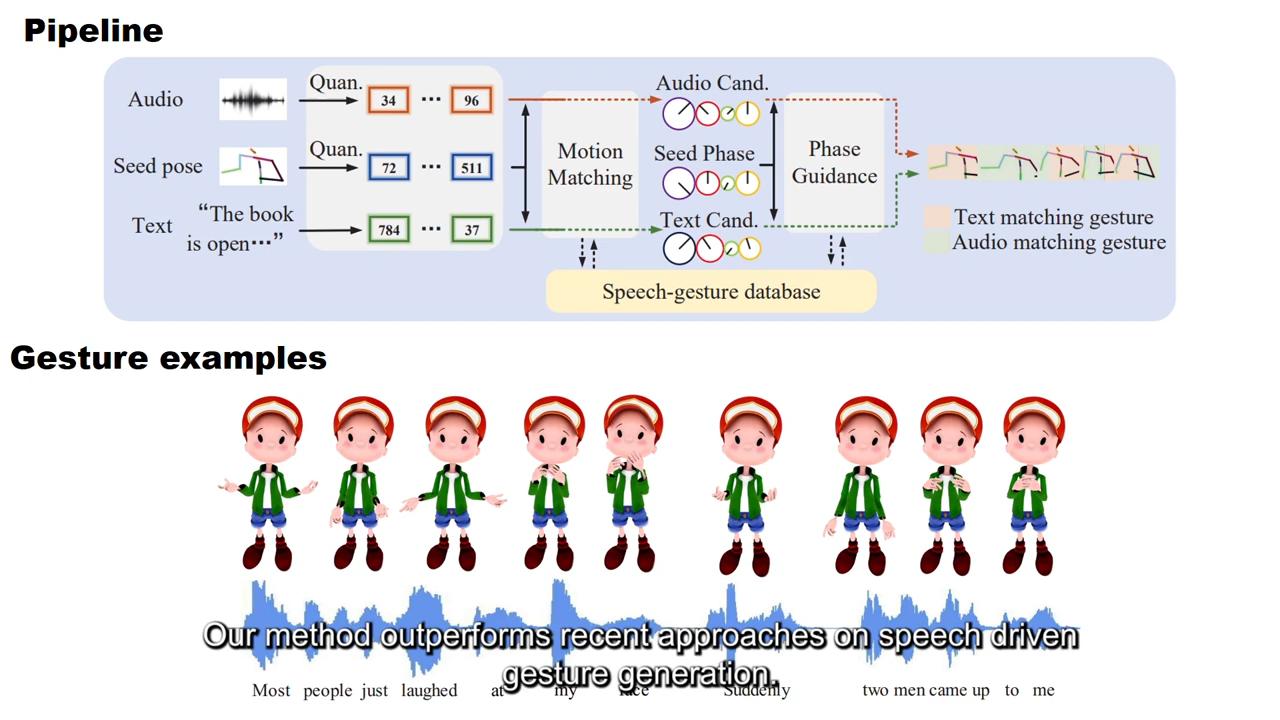 Pipeline
Audio
Quan.
34 ··· 96
Seed pose
Quan.
72 ··· 511
Text
“The book
is open···”
784 ··· 37
Motion
Matching
Audio Cand.
Seed Phase
Text Cand.
Phase
Guidance
Text matching gesture
Audio matching gesture
Speech-gesture database
Gesture examples
Our method outperforms recent approaches on speech driven
gesture generation.
Most people just laughed at my face Suddenly two men came up to me